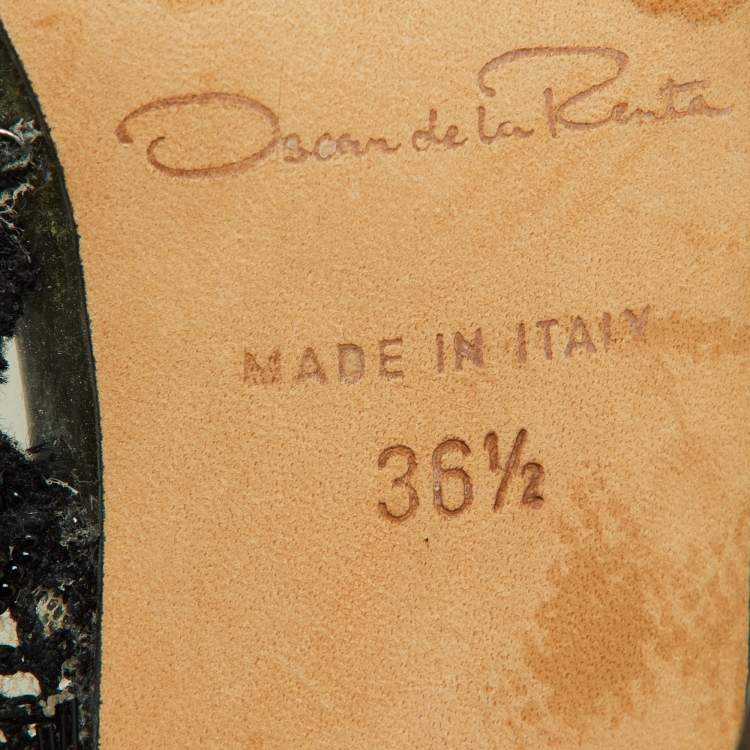 Oscar de la Renta
MADE IN ITALY
36½